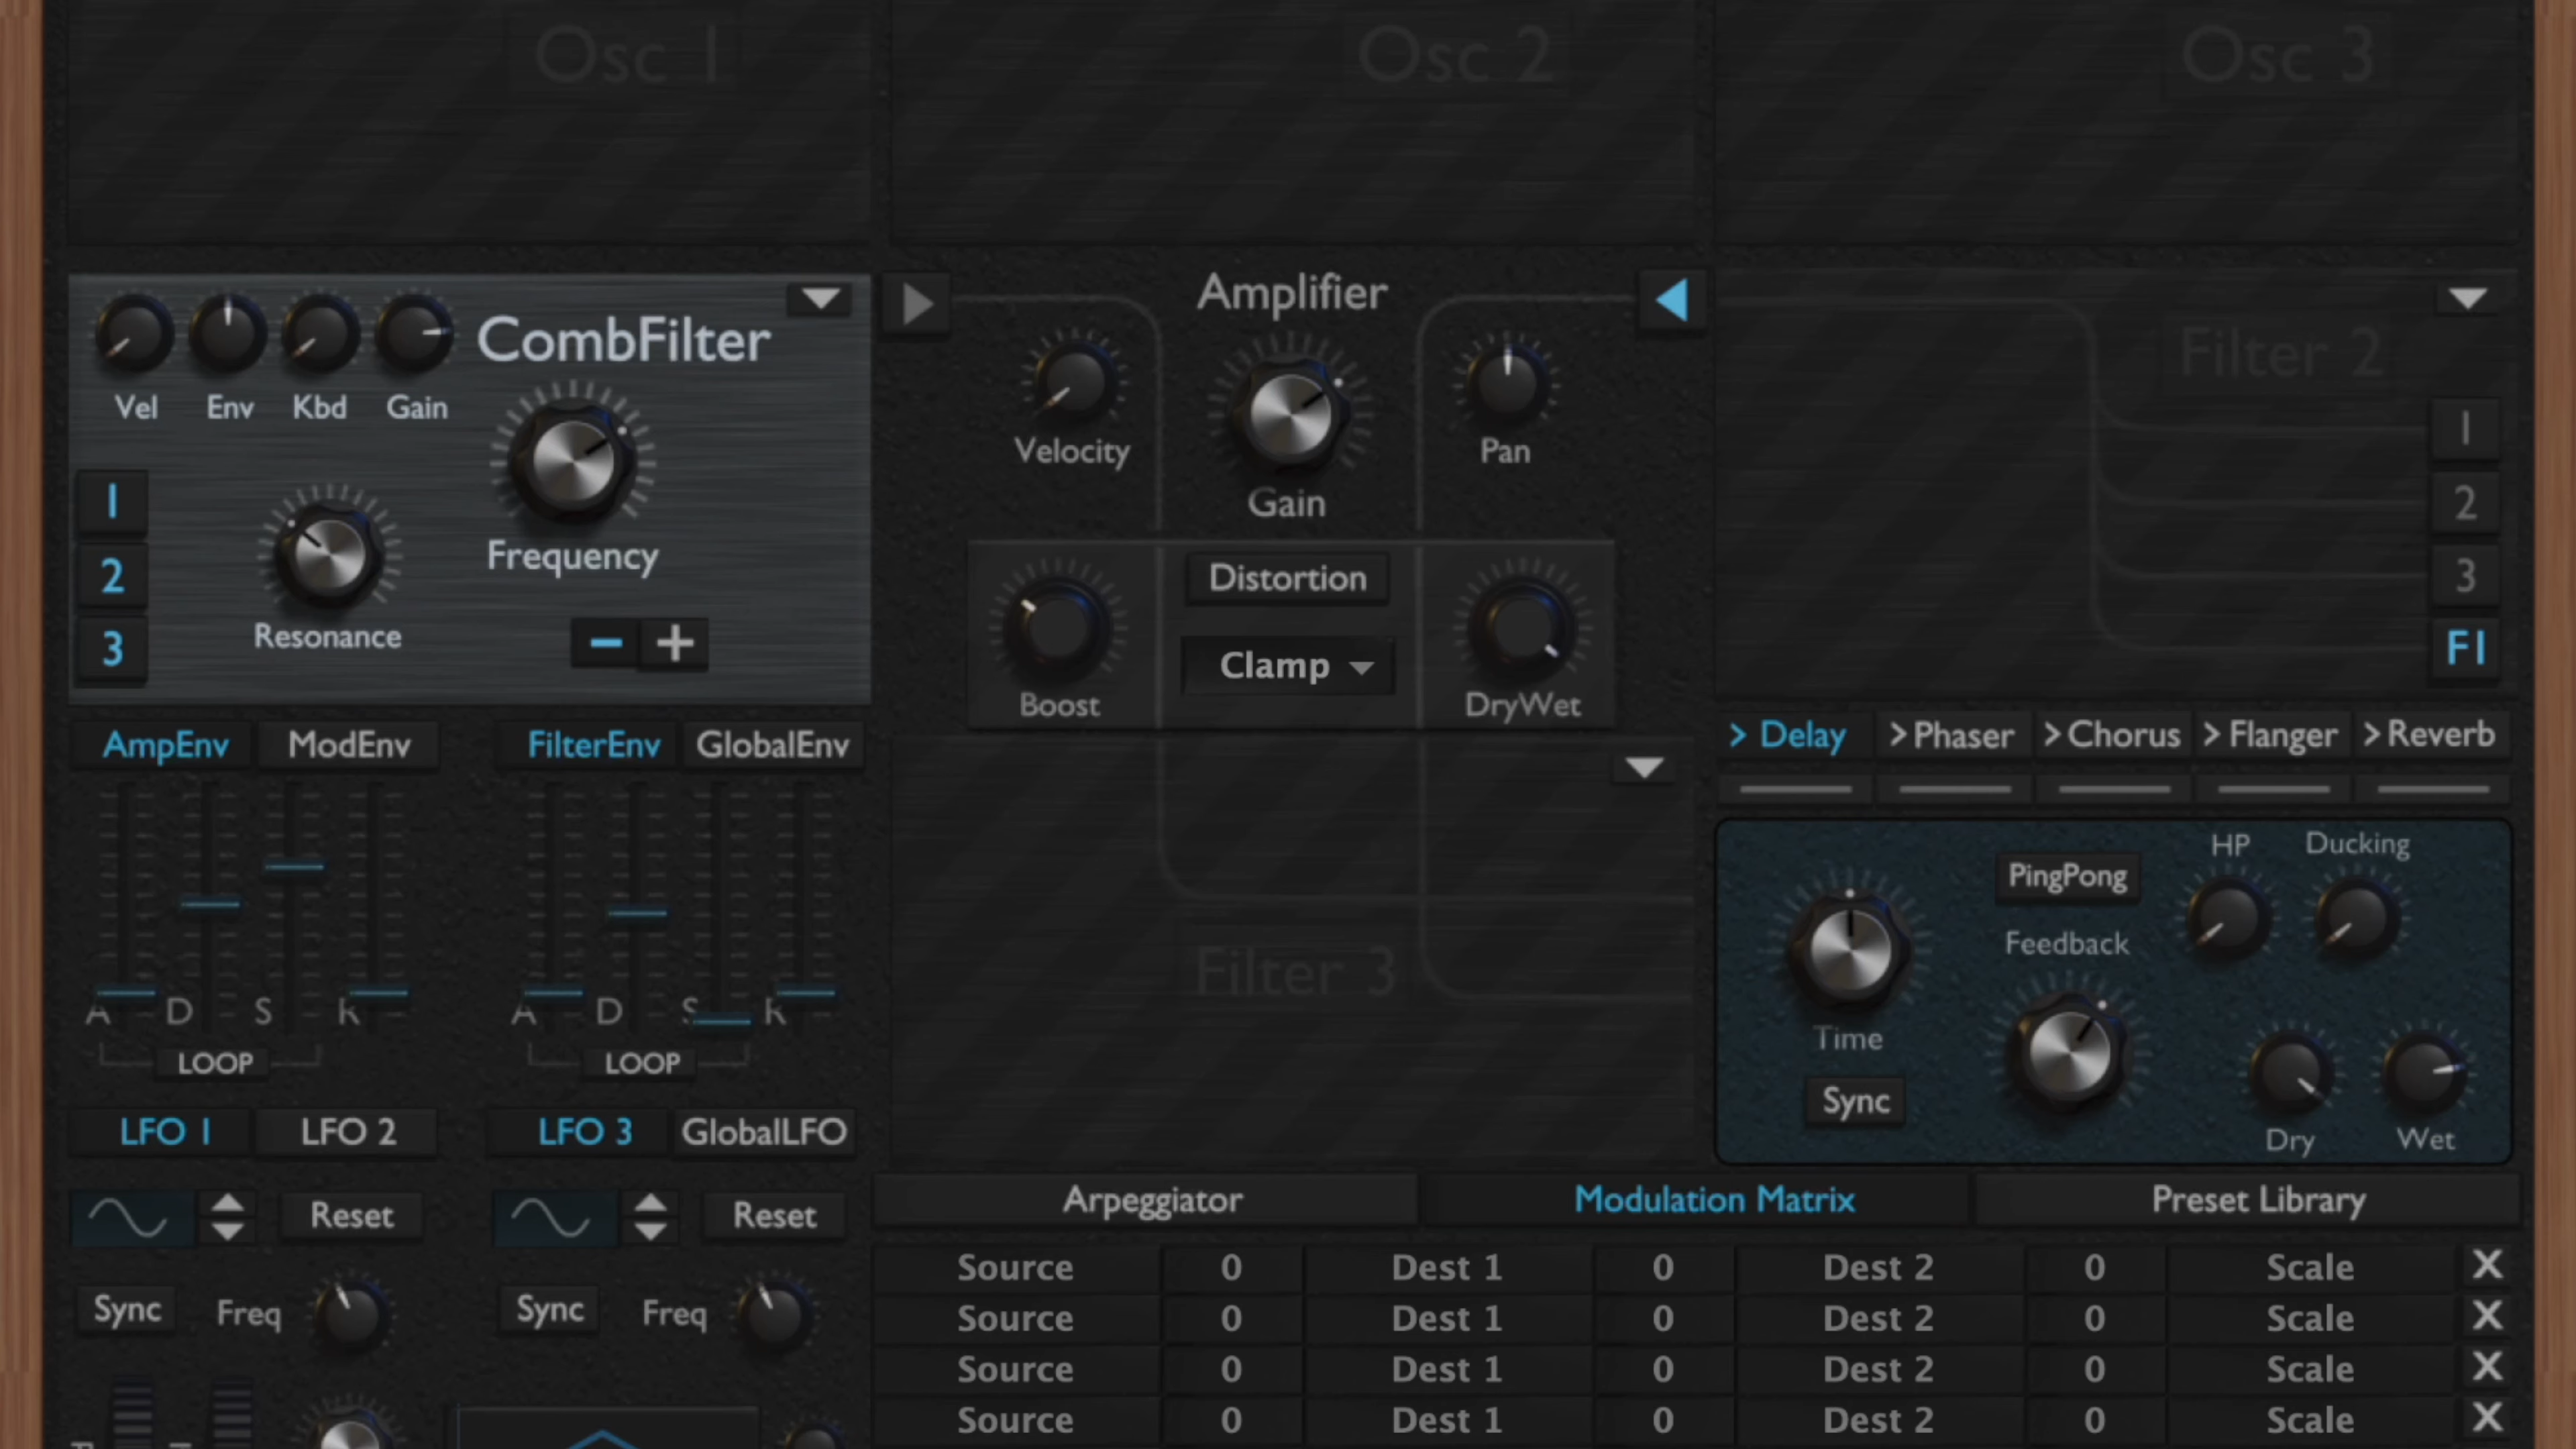 Osc 1
Osc 2
Osc 3
CombFilter
Vel
Env
Kbd
Gain
1
2
3
Resonance
Frequency
- +
Amplifier
Velocity
Gain
Pan
Distortion
Clamp
Boost
DryWet
Filter 2
1
2
3
F1
AmpEnv
ModEnv
FilterEnv
GlobalEnv
A D S R
LOOP
A D S R
LOOP
Filter 3
> Delay
> Phaser
> Chorus
> Flanger
> Reverb
PingPong
HP
Ducking
Feedback
Time
Sync
Dry
Wet
LFO 1
LFO 2
LFO 3
GlobalLFO
Reset
Reset
Sync
Freq
Sync
Freq
Arpeggiator
Modulation Matrix
Preset Library
Source 0 Dest 1 0 Dest 2 0 Scale X
Source 0 Dest 1 0 Dest 2 0 Scale X
Source 0 Dest 1 0 Dest 2 0 Scale X
Source 0 Dest 1 0 Dest 2 0 Scale X